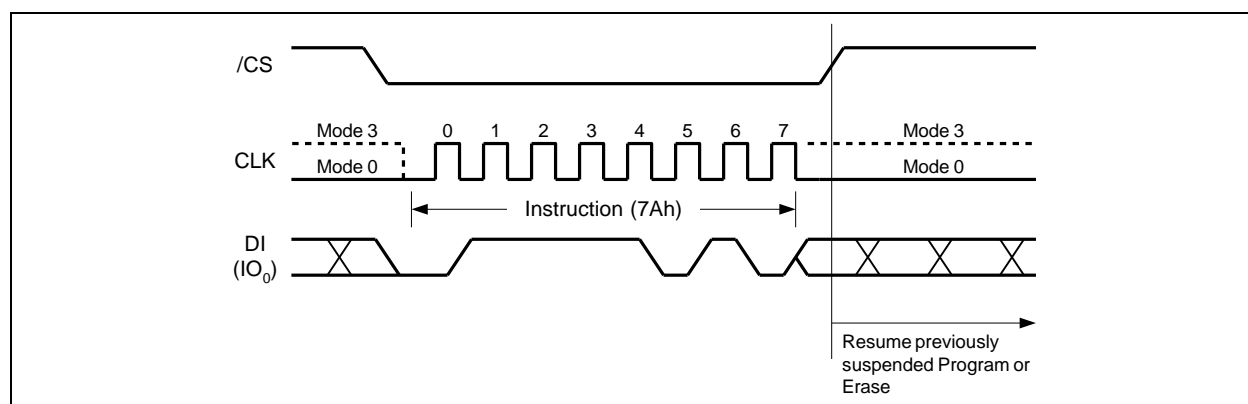 /CS
Mode 3 0 1 2 3 4 5 6 7 Mode 3
CLK
Mode 0 Mode 0
Instruction (7Ah)
DI
(IO₀)
Resume previously
suspended Program or
Erase